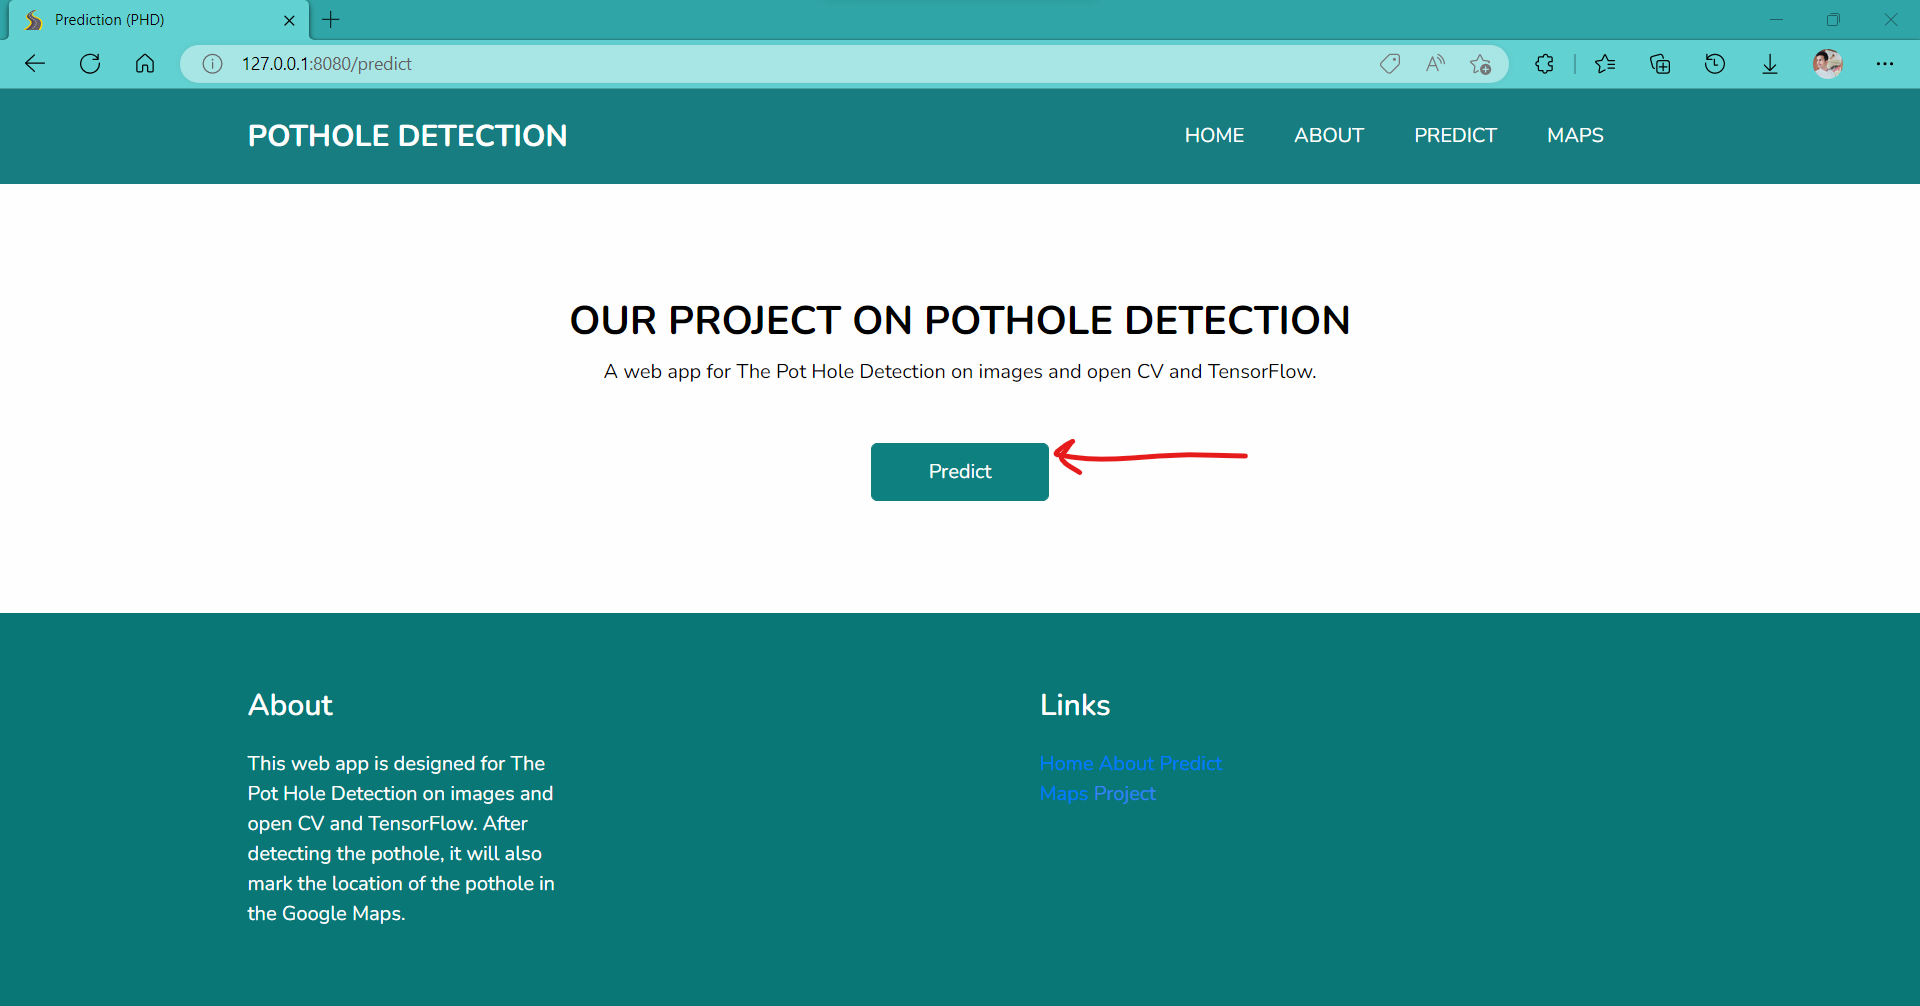 Prediction (PHD)
127.0.0.1:8080/predict
POTHOLE DETECTION
HOME ABOUT PREDICT MAPS
OUR PROJECT ON POTHOLE DETECTION
A web app for The Pot Hole Detection on images and open CV and TensorFlow.
Predict
About
This web app is designed for The
Pot Hole Detection on images and
open CV and TensorFlow. After
detecting the pothole, it will also
mark the location of the pothole in
the Google Maps.
Links
Home About Predict
Maps Project